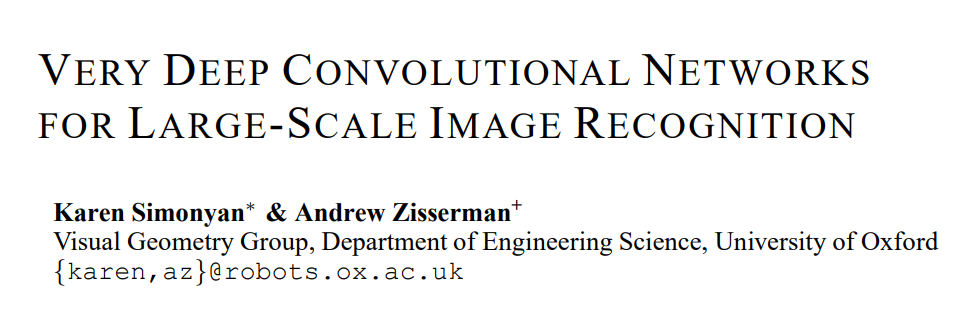 VERY DEEP CONVOLUTIONAL NETWORKS
FOR LARGE-SCALE IMAGE RECOGNITION
Karen Simonyan* & Andrew Zisserman+
Visual Geometry Group, Department of Engineering Science, University of Oxford
{karen,az}@robots.ox.ac.uk